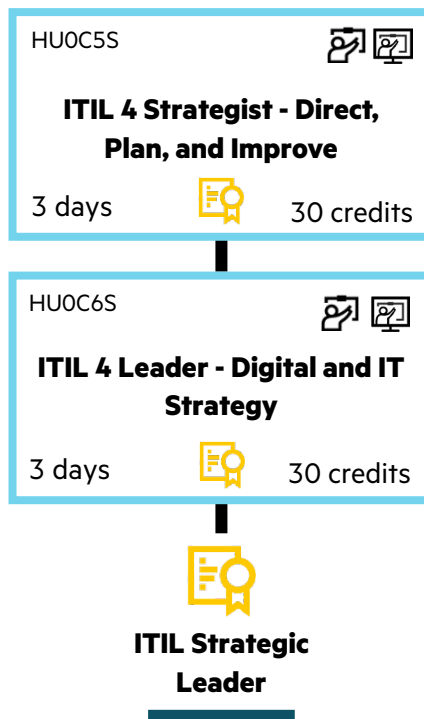 HU0C5S
ITIL 4 Strategist - Direct,
Plan, and Improve
3 days
30 credits
HU0C6S
ITIL 4 Leader - Digital and IT
Strategy
3 days
30 credits
ITIL Strategic
Leader